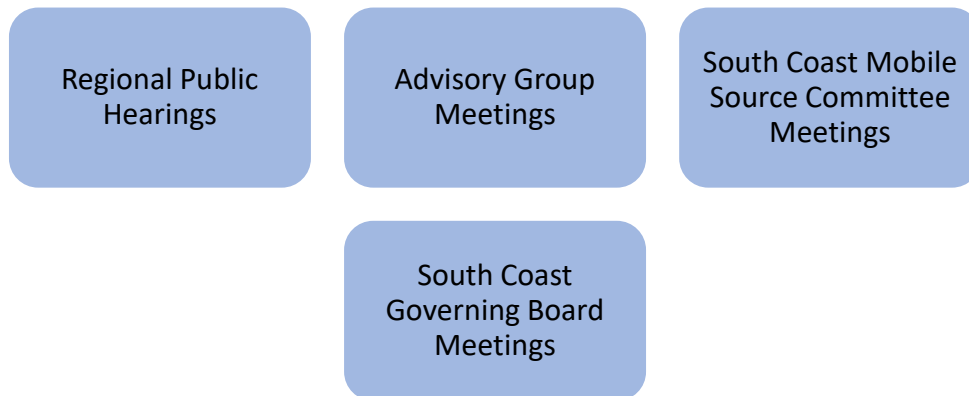 Regional Public
Hearings
Advisory Group
Meetings
South Coast Mobile
Source Committee
Meetings
South Coast
Governing Board
Meetings